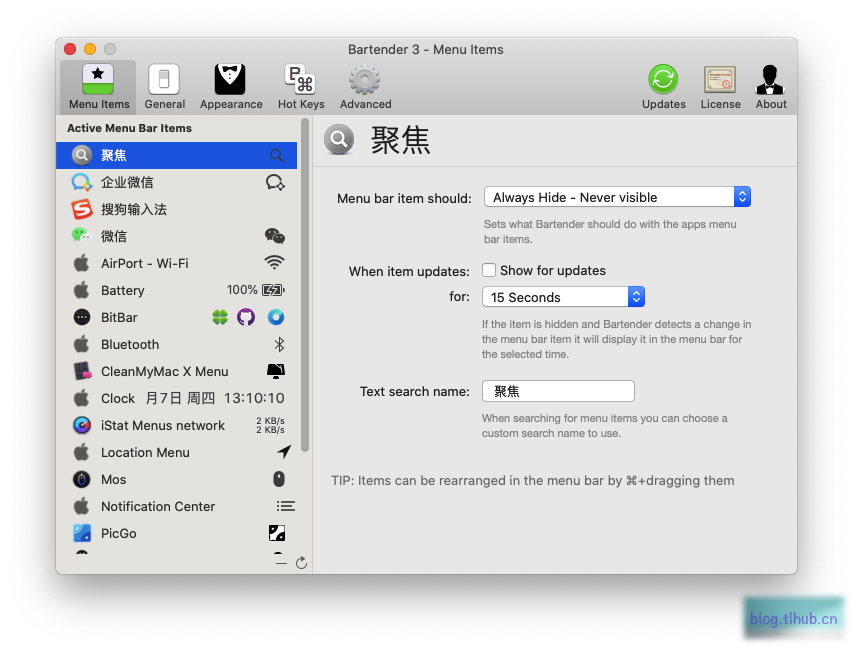 Bartender 3 - Menu Items
Menu Items
General
Appearance
Hot Keys
Advanced
Updates
License
About
Active Menu Bar Items
聚焦
企业微信
搜狗输入法
微信
AirPort - Wi-Fi
Battery 100%
BitBar
Bluetooth
CleanMyMac X Menu
Clock 月7日 周四 13:10:10
iStat Menus network 2 KB/s
2 KB/s
Location Menu
Mos
Notification Center
PicGo
聚焦
Menu bar item should: Always Hide - Never visible
Sets what Bartender should do with the apps menu
bar items.
When item updates: Show for updates
for: 15 Seconds
If the item is hidden and Bartender detects a change in
the menu bar item it will display it in the menu bar for
the selected time.
Text search name: 聚焦
When searching for menu items you can choose a
custom search name to use.
TIP: Items can be rearranged in the menu bar by ⌘+dragging them
blog.tlhub.cn